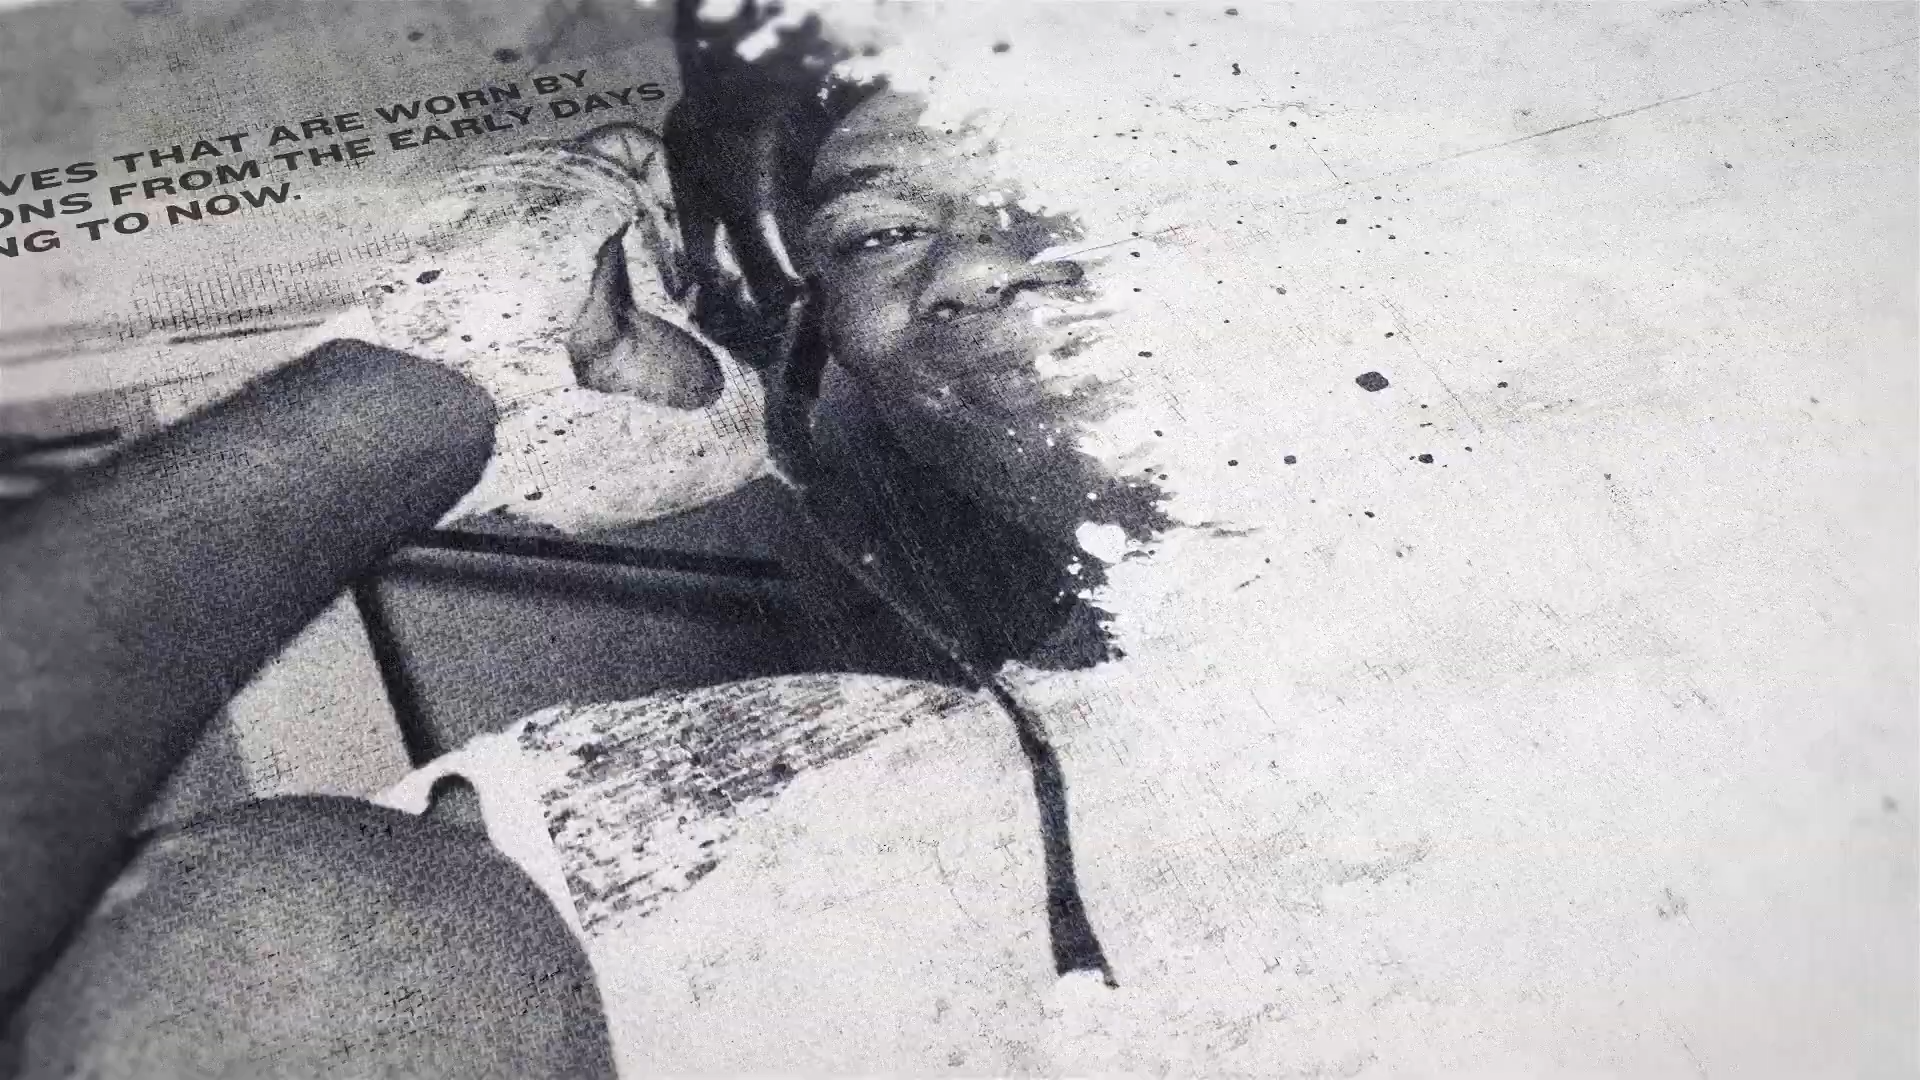 VES THAT ARE WORN BY
ONS FROM THE EARLY DAYS
NG TO NOW.